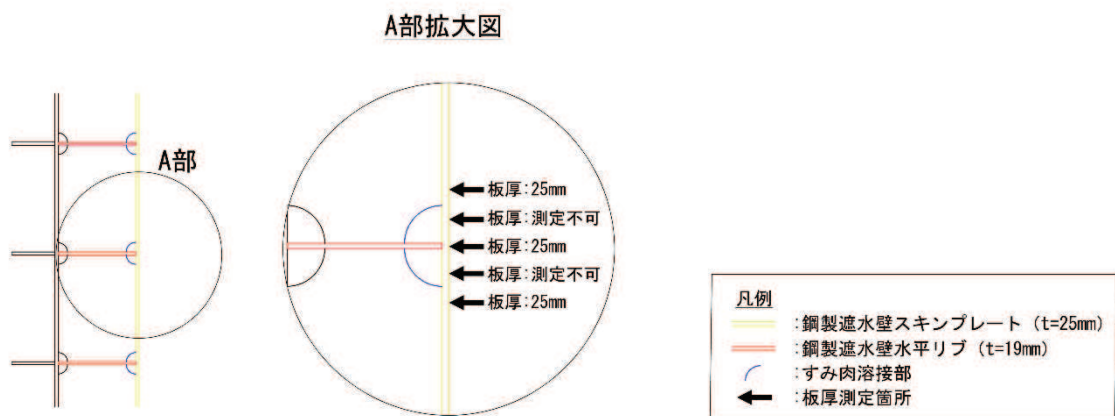 A部拡大図
A部
板厚:25mm
板厚:測定不可
板厚:25mm
板厚:測定不可
板厚:25mm
凡例
:鋼製遮水壁スキンプレート (t=25mm)
:鋼製遮水壁水平リブ (t=19mm)
:すみ肉溶接部
:板厚測定箇所